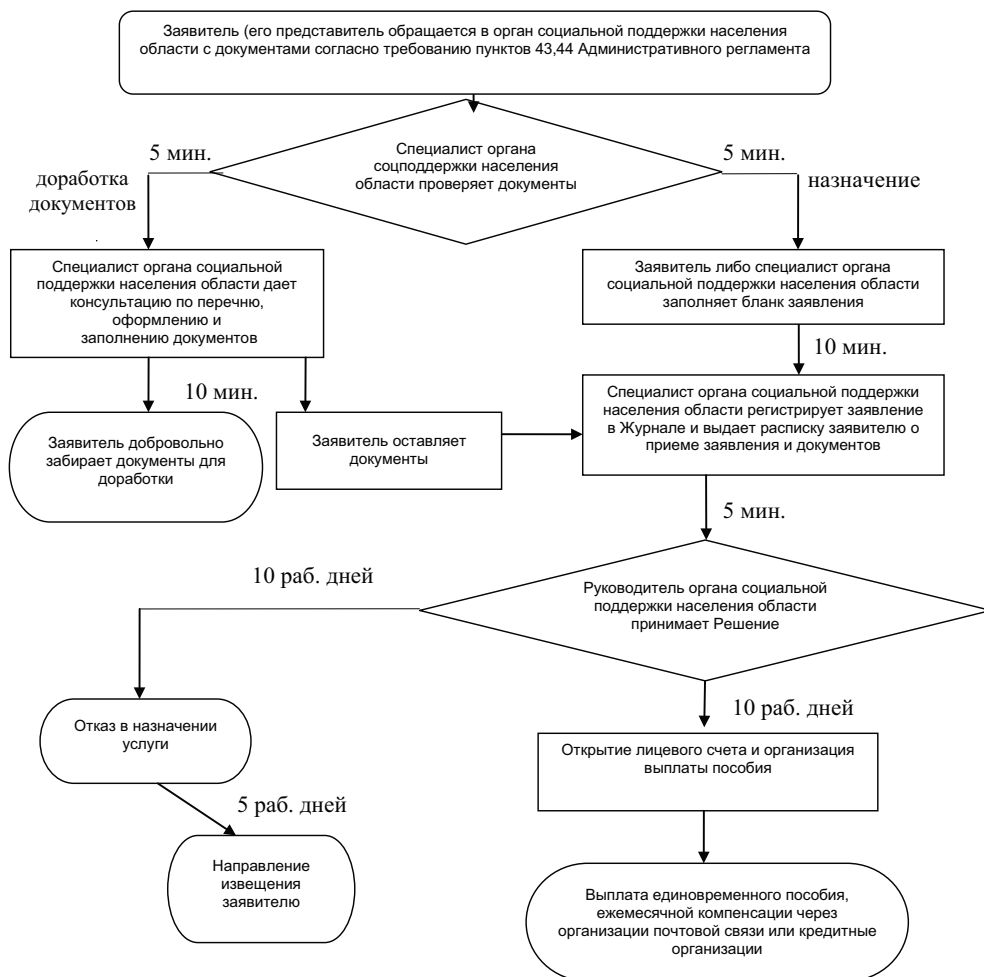 Заявитель (его представитель обращается в орган социальной поддержки населения
области с документами согласно требованию пунктов 43,44 Административного регламента
5 мин.
Специалист органа
соцподдержки населения
области проверяет документы
5 мин.
доработка
документов
назначение
Специалист органа социальной
поддержки населения области дает
консультацию по перечню,
оформлению и
заполнению документов
Заявитель либо специалист органа
социальной поддержки населения области
заполняет бланк заявления
10 мин.
10 мин.
Заявитель добровольно
забирает документы для
доработки
Заявитель оставляет
документы
Специалист органа социальной поддержки
населения области регистрирует заявление
в Журнале и выдает расписку заявителю о
приеме заявления и документов
5 мин.
10 раб. дней
Руководитель органа социальной
поддержки населения области
принимает Решение
Отказ в назначении
услуги
10 раб. дней
Открытие лицевого счета и организация
выплаты пособия
5 раб. дней
Направление
извещения
заявителю
Выплата единовременного пособия,
ежемесячной компенсации через
организации почтовой связи или кредитные
организации